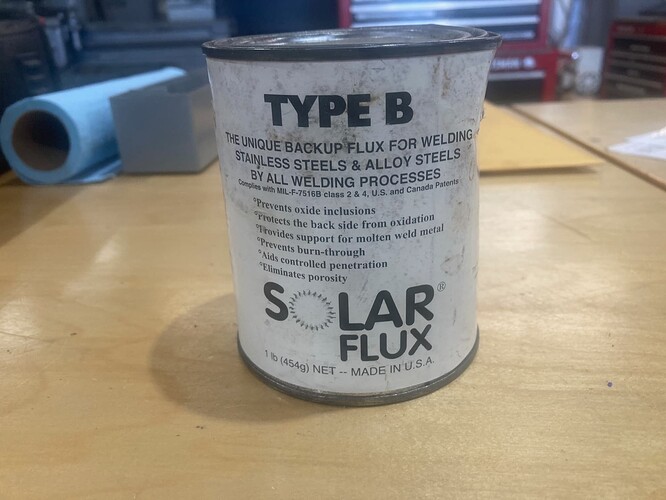 TYPE B
THE UNIQUE BACKUP FLUX FOR WELDING
STAINLESS STEELS & ALLOY STEELS
BY ALL WELDING PROCESSES
Complies with MIL-F-7516B class 2 & 4, U.S. and Canada Patents
*Prevents oxide inclusions
*Protects the back side from oxidation
*Provides support for molten weld metal
*Prevents burn-through
*Aids controlled penetration
*Eliminates porosity
SOLAR®
FLUX
1 lb (454g) NET -- MADE IN U.S.A.